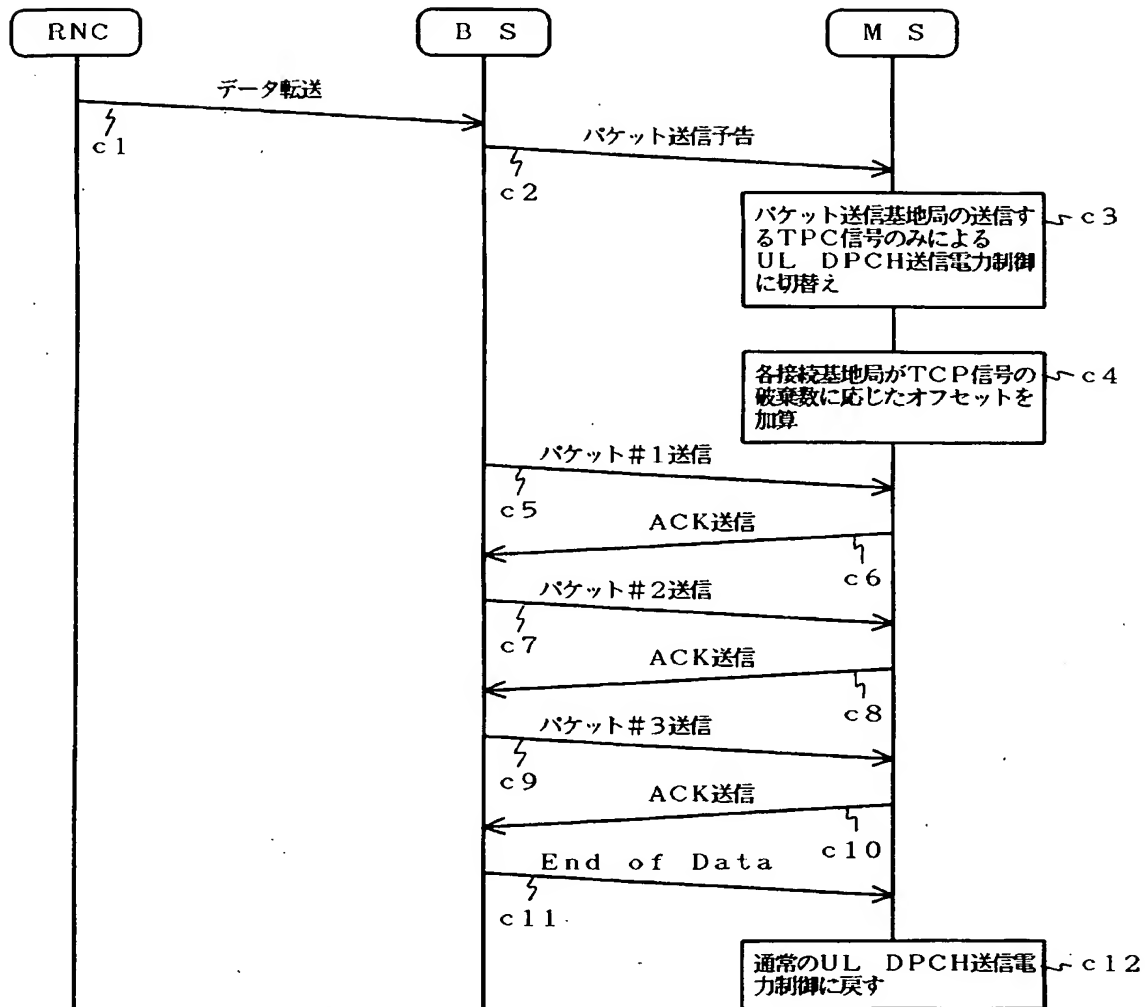 RNC
B S
M S
データ転送
c1
パケット送信予告
c2
パケット送信基地局の送信す
るTPC信号のみによる
UL DPCH送信電力制御
に切替え
c3
各接続基地局がTCP信号の
破棄数に応じたオフセットを
加算
c4
パケット#1送信
c5
ACK送信
c6
パケット#2送信
c7
ACK送信
c8
パケット#3送信
c9
ACK送信
c10
End of Data
c11
通常のUL DPCH送信電
力制御に戻す
c12